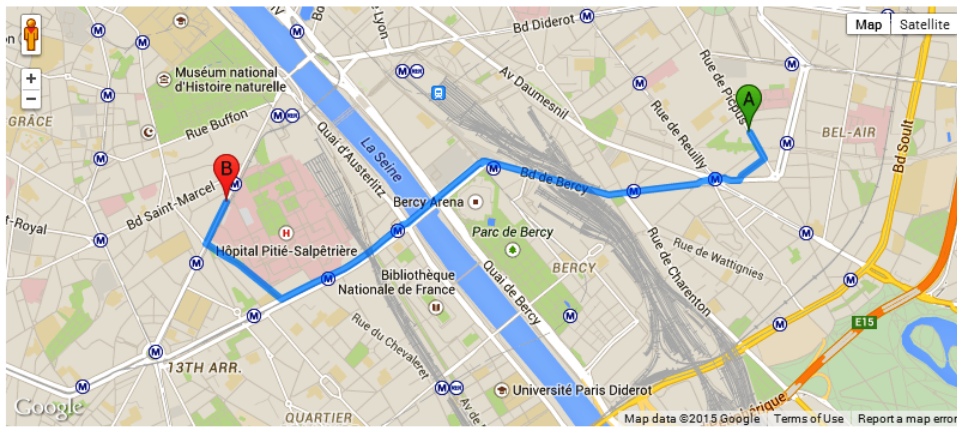 Map
Satellite
de Lyon
Bd Diderot
Muséum national
d'Histoire naturelle
Av Daumesnil
Rue de Picpus
A
GRÂCE
Rue Buffon
Quai d'Austerlitz
La Seine
Rue de Reuilly
BEL-AIR
Bd Soult
B
Bd Saint-Marcel
Bd de Bercy
Bercy Arena
t-Royal
Parc de Bercy
Hôpital Pitié-Salpêtrière
Rue de Wattignies
Bibliothèque
Nationale de France
Quai de Bercy
BERCY
Rue de Charenton
E15
Rue du Chevaleret
13TH ARR.
Université Paris Diderot
QUARTIER
Av de
Google
Map data ©2015 Google
Terms of Use
Report a map error